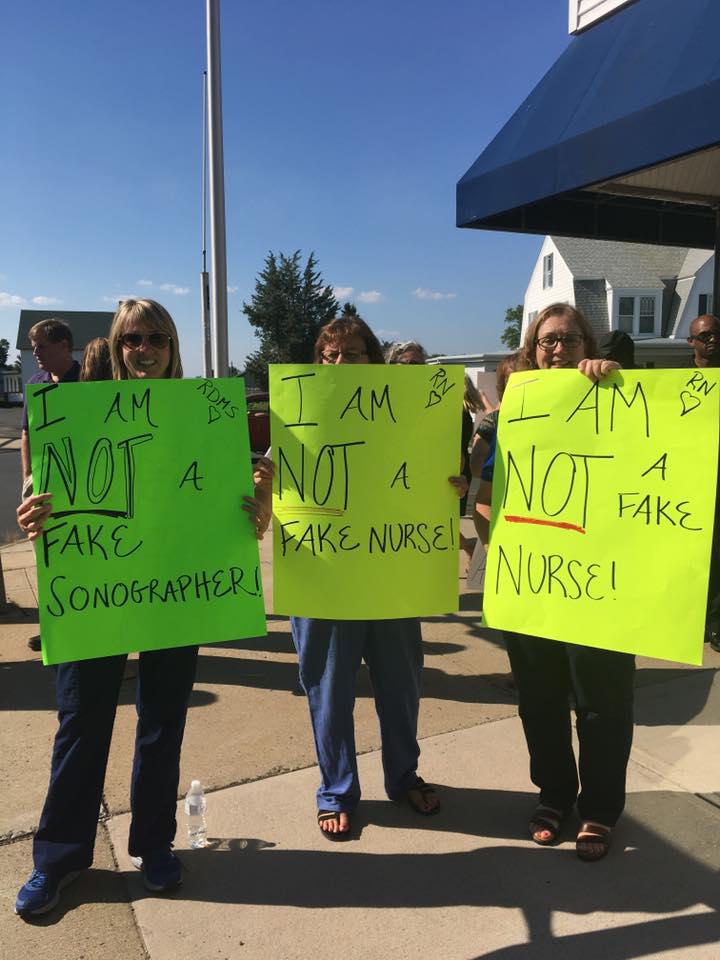 I AM
RDMS
NOT A
FAKE
SONOGRAPHER!
I AM
RN
NOT A
FAKE NURSE!
I AM
RN
NOT A
FAKE
NURSE!